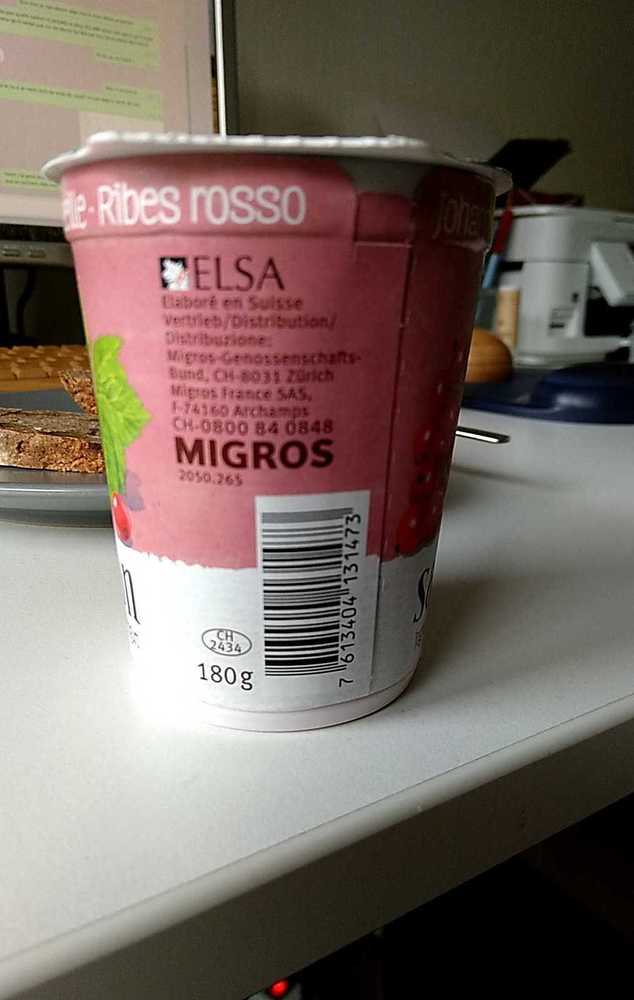 Ribes rosso
ELSA
Elaboré en Suisse
Vertrieb/Distribution/
Distribuzione:
Migros-Genossenschafts-
Bund, CH-8031 Zürich
Migros France SAS,
F-74160 Archamps
CH-0800 84 0848
MIGROS
2050.265
7 613404 131473
CH
2434
180g